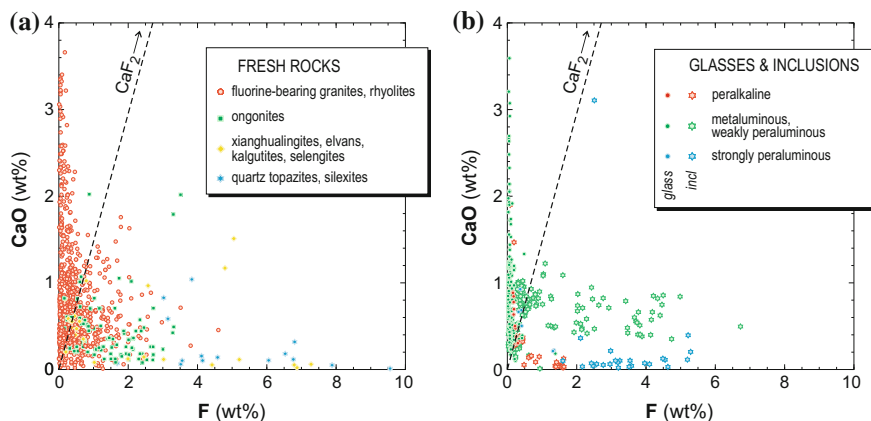 (a)
4
3
2
1
0
CaO (wt%)
CaF2 →
FRESH ROCKS
fluorine-bearing granites, rhyolites
ongonites
xianghualingites, elvans,
kalgutites, selengites
quartz topazites, silexites
0 2 4 6 8 10
F (wt%)
(b)
4
3
2
1
0
CaO (wt%)
CaF2 →
GLASSES & INCLUSIONS
peralkaline
metaluminous,
weakly peraluminous
strongly peraluminous
glass
incl
0 2 4 6 8 10
F (wt%)